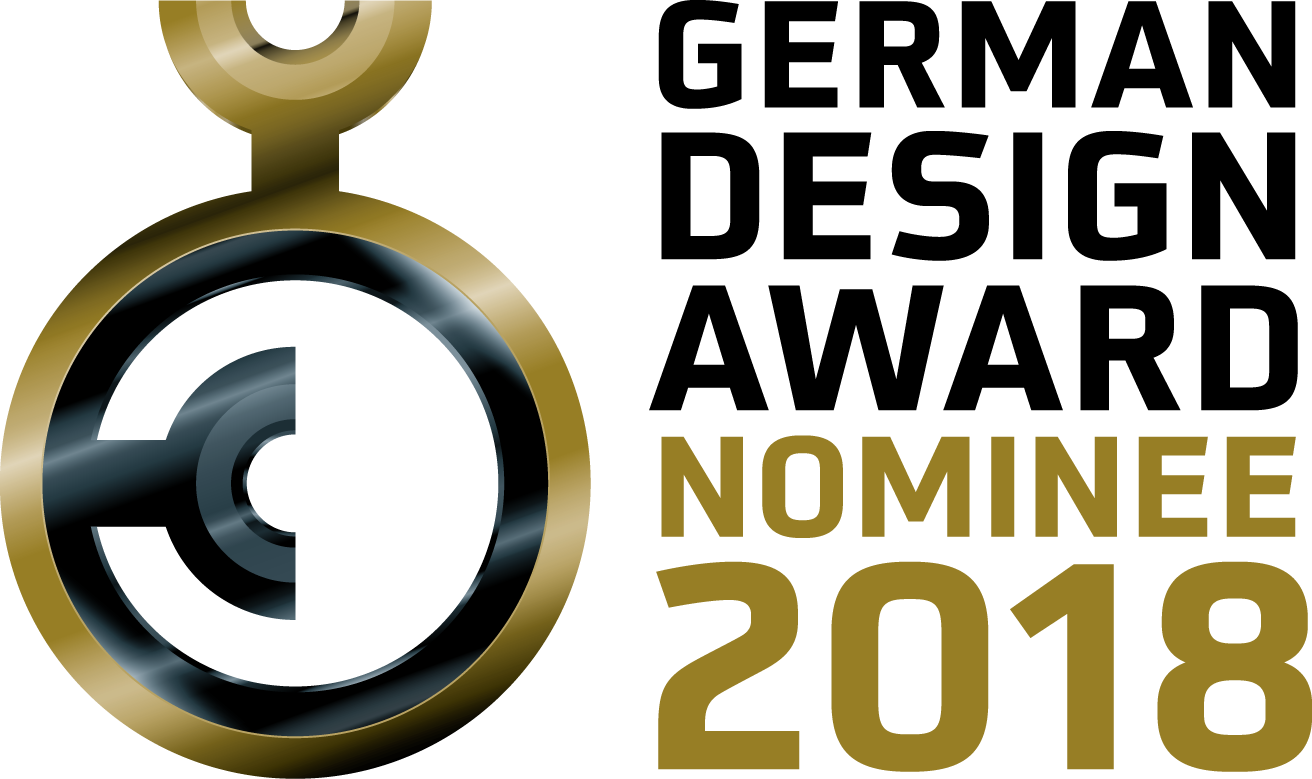 GERMAN
DESIGN
AWARD
NOMINEE
2018